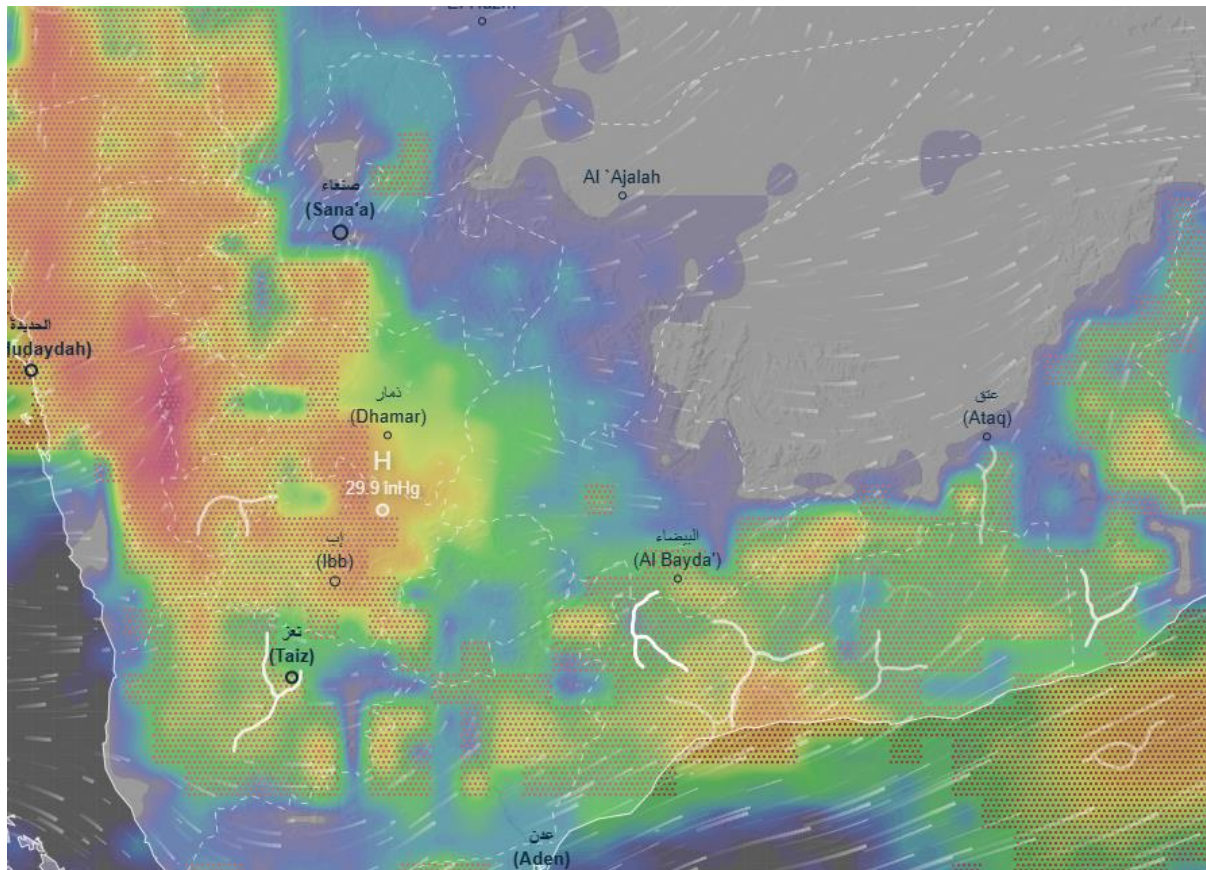 صنعاء
(Sana'a)
Al `Ajalah
الحديدة
ludaydah)
ذمار
(Dhamar)
عتق
(Ataq)
H
29.9 inHg
إب
(Ibb)
البيضاء
(Al Bayda')
تعز
(Taiz)
عدن
(Aden)